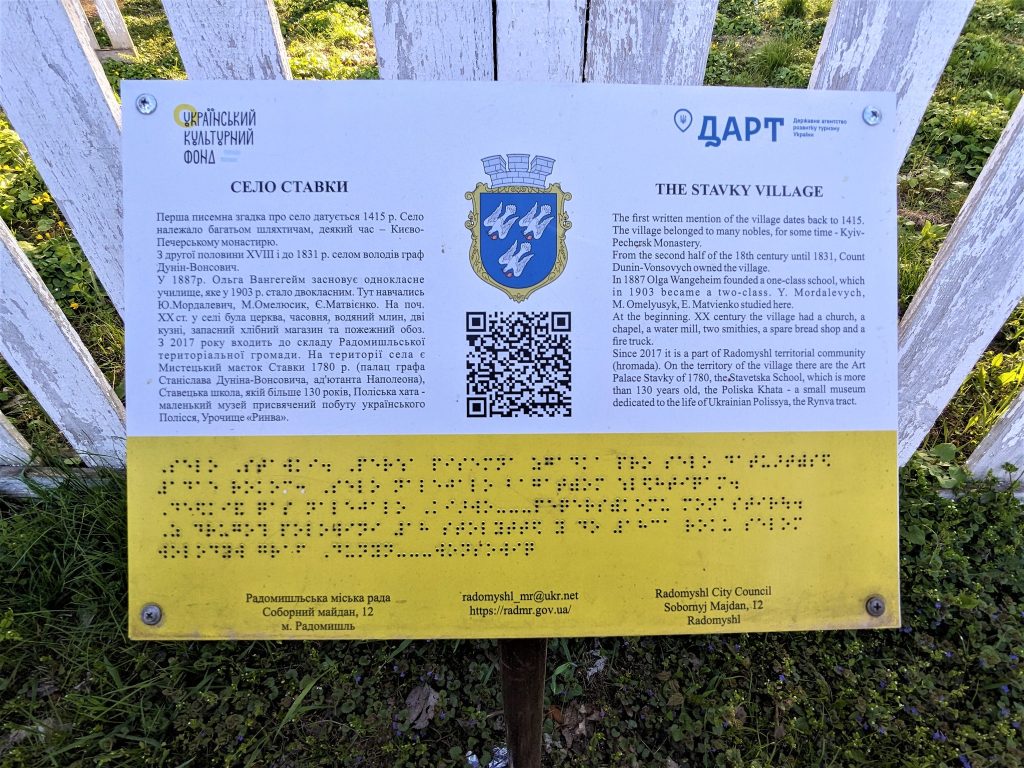 УКРАЇНСЬКИЙ
КУЛЬТУРНИЙ
ФОНД
СЕЛО СТАВКИ
Перша писемна згадка про село датується 1415 р. Село
належало багатьом шляхтичам, деякий час – Києво-
Печерському монастирю.
З другої половини XVIII і до 1831 р. селом володів граф
Дунін-Вонсович.
У 1887р. Ольга Вангегейм засновує однокласне
училище, яке у 1903 р. стало двокласним. Тут навчались
Ю.Мордалевич, М.Омелюсик, Є.Матвієнко. На поч.
XX ст. у селі була церква, часовня, водяний млин, дві
кузні, запасний хлібний магазин та пожежний обоз.
З 2017 року входить до складу Радомишльської
територіальної громади. На території села є
Мистецький маєток Ставки 1780 р. (палац графа
Станіслава Дуніна-Вонсовича, ад'ютанта Наполеона),
Ставецька школа, якій більше 130 років, Поліська хата -
маленький музей присвячений побуту українського
Полісся, Урочище «Ринва».
ДАРТ
Державне агентство
розвитку туризму
України
THE STAVKY VILLAGE
The first written mention of the village dates back to 1415.
The village belonged to many nobles, for some time - Kyiv-
Pechersk Monastery.
From the second half of the 18th century until 1831, Count
Dunin-Vonsovych owned the village.
In 1887 Olga Wangeheim founded a one-class school, which
in 1903 became a two-class. Y. Mordalevych,
M. Omelyusyk, E. Matvienko studied here.
At the beginning. XX century the village had a church, a
chapel, a water mill, two smithies, a spare bread shop and a
fire truck.
Since 2017 it is a part of Radomyshl territorial community
(hromada). On the territory of the village there are the Art
Palace Stavky of 1780, the Stavetska School, which is more
than 130 years old, the Poliska Khata - a small museum
dedicated to the life of Ukrainian Polissya, the Rynva tract.
Радомишльська міська рада
Соборний майдан, 12
м. Радомишль
radomyshl_mr@ukr.net
https://radmr.gov.ua/
Radomyshl City Council
Sobornyj Majdan, 12
Radomyshl